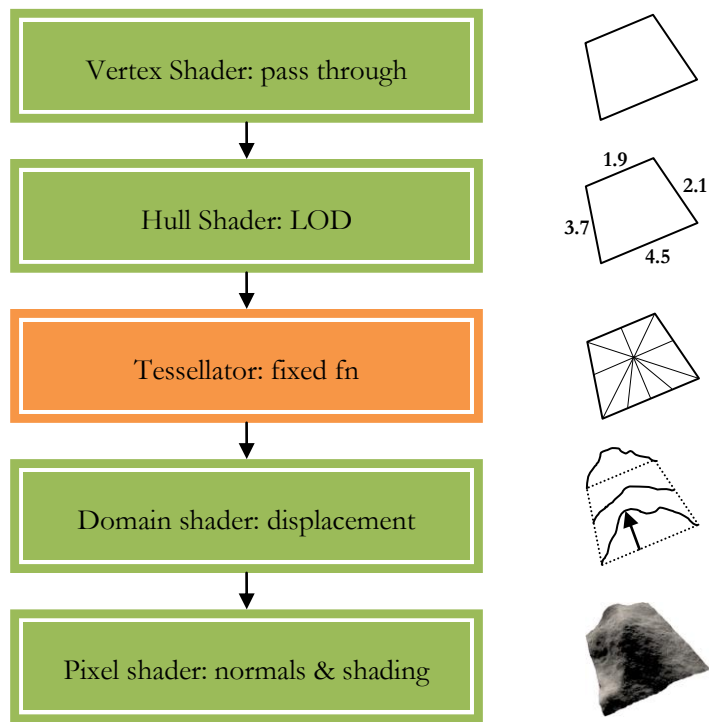 Vertex Shader: pass through
Hull Shader: LOD
1.9
2.1
3.7
4.5
Tessellator: fixed fn
Domain shader: displacement
Pixel shader: normals & shading